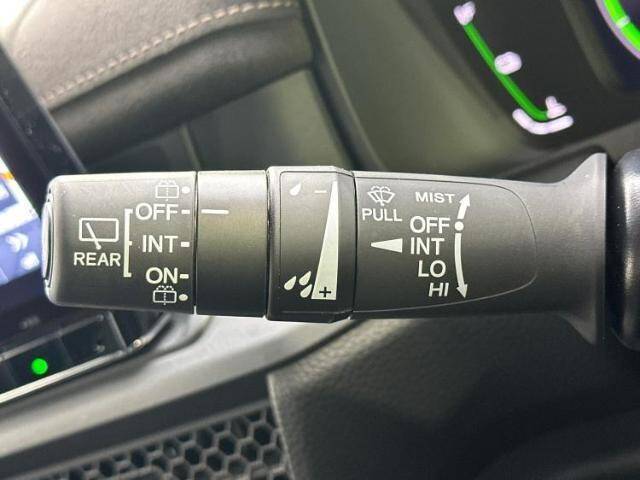 REAR
OFF
INT
ON
- 
+
PULL
MIST
OFF
INT
LO
HI